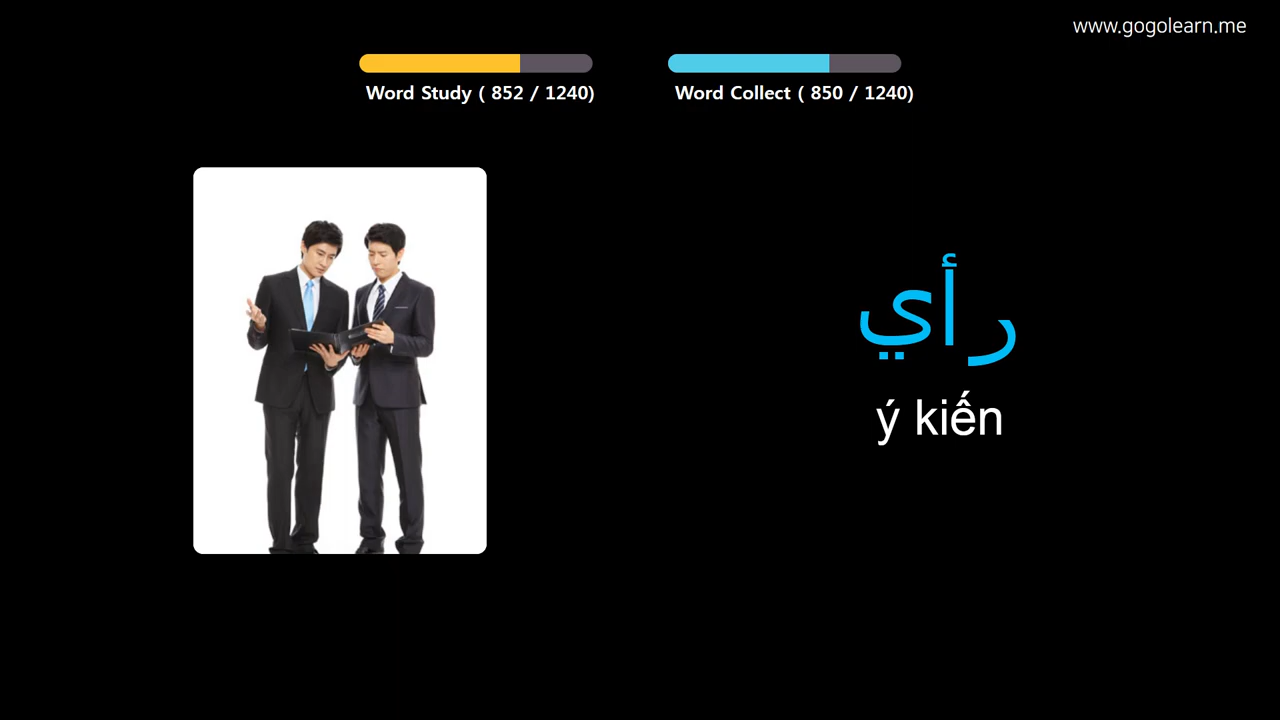 www.gogolearn.me
Word Study ( 852 / 1240)
Word Collect ( 850 / 1240)
رأي
ý kiến